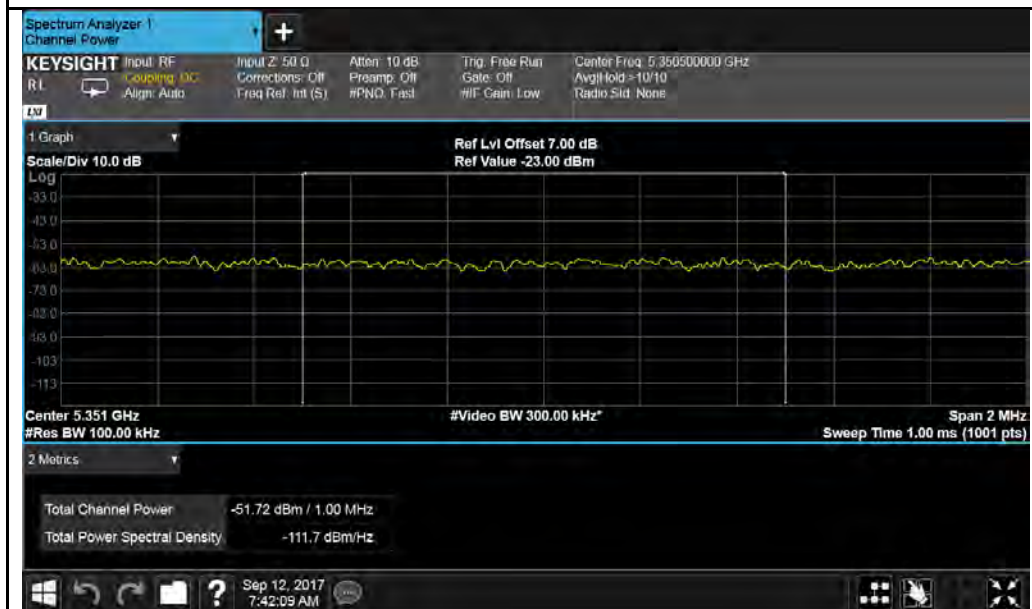 Spectrum Analyzer 1
Channel Power
+
KEYSIGHT Input: RF Input Z: 50 Ω Atten: 10 dB Trig: Free Run Center Freq: 5.350500000 GHz
RL Coupling: DC Corrections: Off Preamp: Off Gate: Off Avg|Hold:>10/10
Align: Auto Freq Ref: Int (S) #PNO: Fast #IF Gain: Low Radio Std: None
LXI
1 Graph
Ref Lvl Offset 7.00 dB
Scale/Div 10.0 dB Ref Value -23.00 dBm
Log
-33.0
-43.0
-53.0
-63.0
-73.0
-83.0
-93.0
-103
-113
Center 5.351 GHz #Video BW 300.00 kHz* Span 2 MHz
#Res BW 100.00 kHz Sweep Time 1.00 ms (1001 pts)
2 Metrics
Total Channel Power -51.72 dBm / 1.00 MHz
Total Power Spectral Density -111.7 dBm/Hz
? Sep 12, 2017
7:42:09 AM